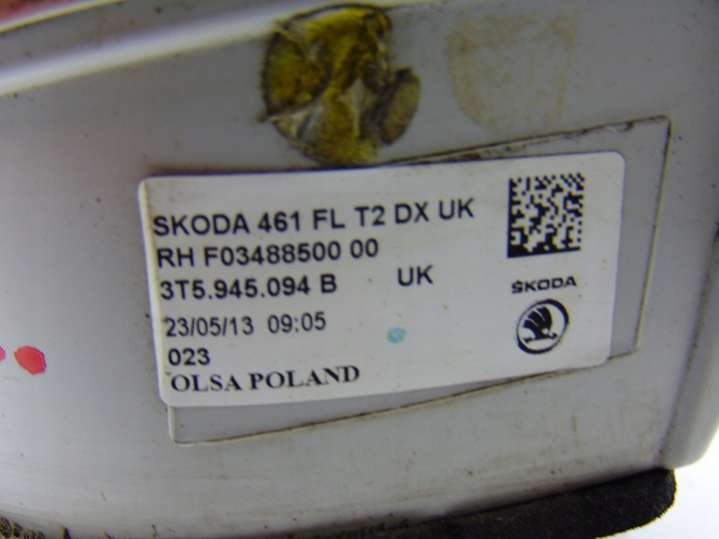 SKODA 461 FL T2 DX UK
RH F03488500 00
3T5.945.094 B UK
23/05/13 09:05
023
OLSA POLAND
ŠKODA